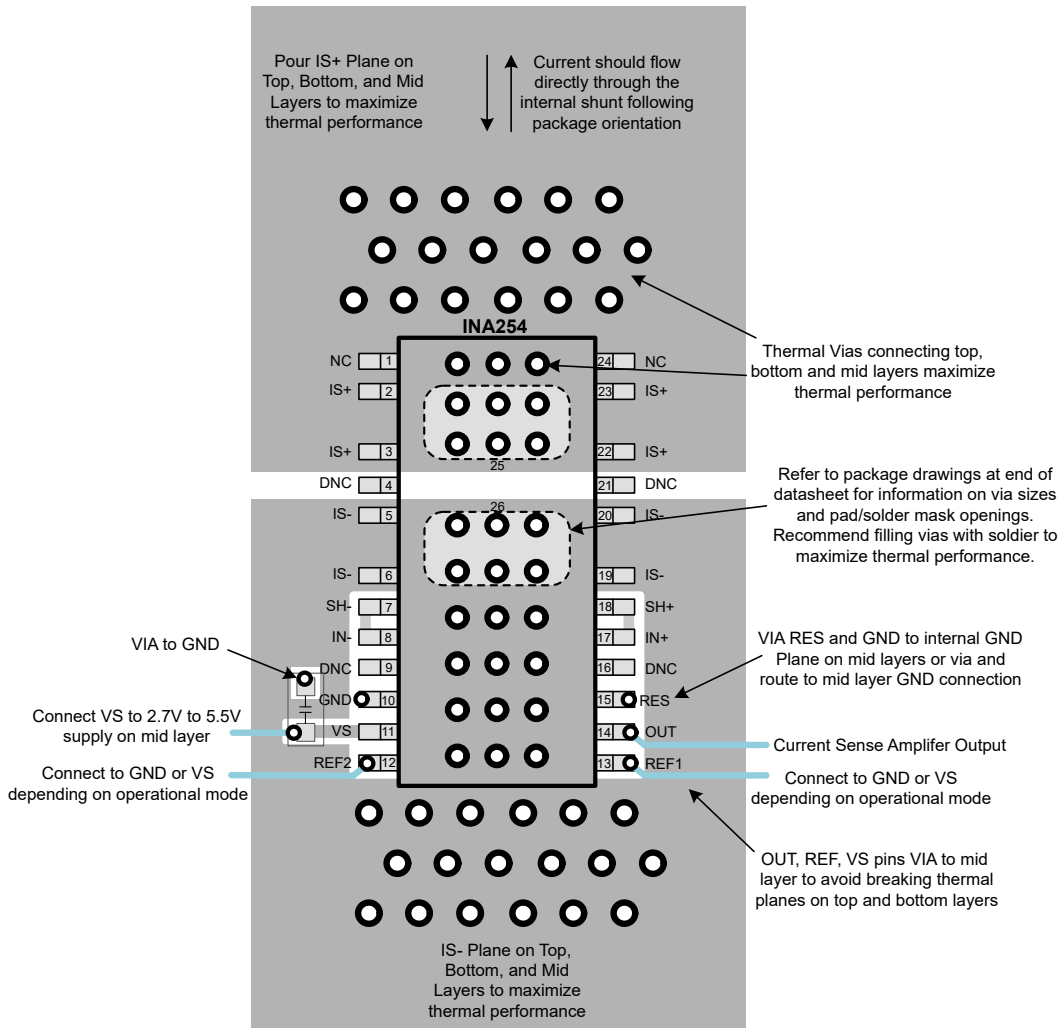 Pour IS+ Plane on
Top, Bottom, and Mid
Layers to maximize
thermal performance
Current should flow
directly through the
internal shunt following
package orientation
INA254
NC 1
IS+ 2
IS+ 3
DNC 4
IS- 5
IS- 6
SH- 7
IN- 8
DNC 9
GND 10
VS 11
REF2 12
25
26
24 NC
23 IS+
22 IS+
21 DNC
20 IS-
19 IS-
18 SH+
17 IN+
16 DNC
15 RES
14 OUT
13 REF1
Thermal Vias connecting top,
bottom and mid layers maximize
thermal performance
Refer to package drawings at end of
datasheet for information on via sizes
and pad/solder mask openings.
Recommend filling vias with soldier to
maximize thermal performance.
VIA to GND
Connect VS to 2.7V to 5.5V
supply on mid layer
Connect to GND or VS
depending on operational mode
VIA RES and GND to internal GND
Plane on mid layers or via and
route to mid layer GND connection
Current Sense Amplifer Output
Connect to GND or VS
depending on operational mode
OUT, REF, VS pins VIA to mid
layer to avoid breaking thermal
planes on top and bottom layers
IS- Plane on Top,
Bottom, and Mid
Layers to maximize
thermal performance